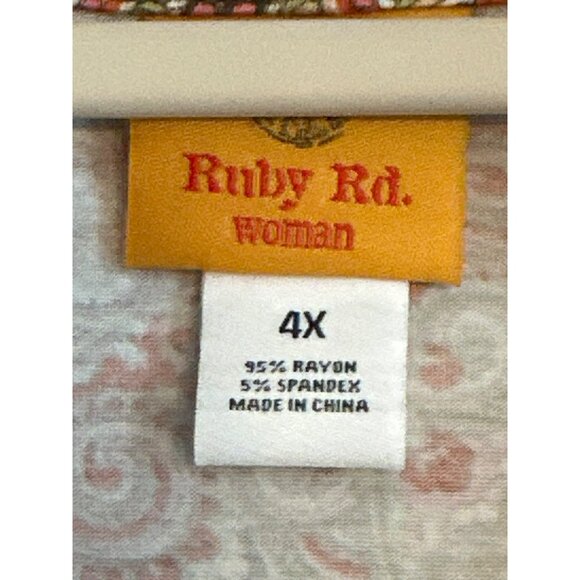 Ruby Rd.
woman
4X
95% RAYON
5% SPANDEX
MADE IN CHINA